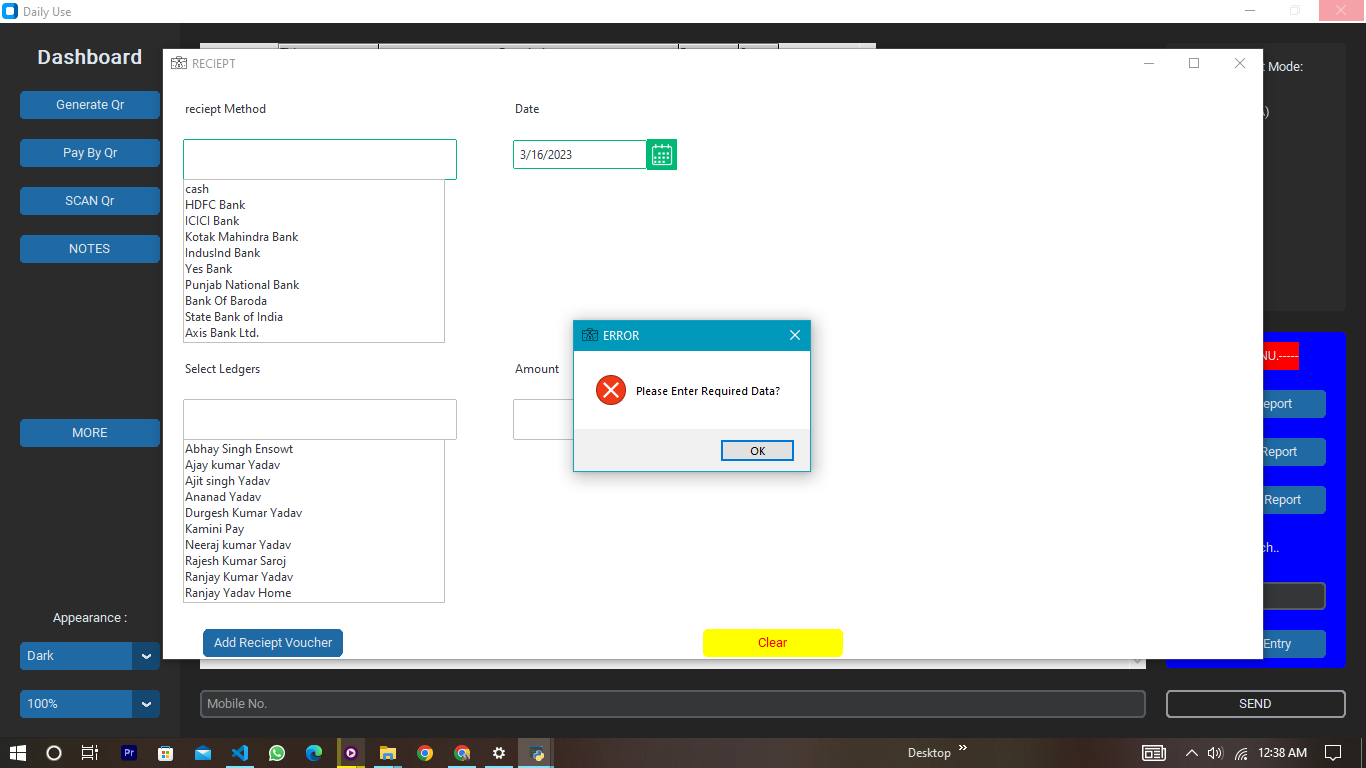 Daily Use
Dashboard
RECIEPT
t Mode:
Generate Qr
Pay By Qr
SCAN Qr
NOTES
MORE
Appearance :
Dark
100%
reciept Method
Date
3/16/2023
cash
HDFC Bank
ICICI Bank
Kotak Mahindra Bank
IndusInd Bank
Yes Bank
Punjab National Bank
Bank Of Baroda
State Bank of India
Axis Bank Ltd.
Select Ledgers
Amount
Abhay Singh Ensowt
Ajay kumar Yadav
Ajit singh Yadav
Ananad Yadav
Durgesh Kumar Yadav
Kamini Pay
Neeraj kumar Yadav
Rajesh Kumar Saroj
Ranjay Kumar Yadav
Ranjay Yadav Home
Add Reciept Voucher
Clear
ERROR
Please Enter Required Data?
OK
NU.-----
eport
Report
Report
ch..
Entry
Mobile No.
SEND
Pr
Desktop
12:38 AM